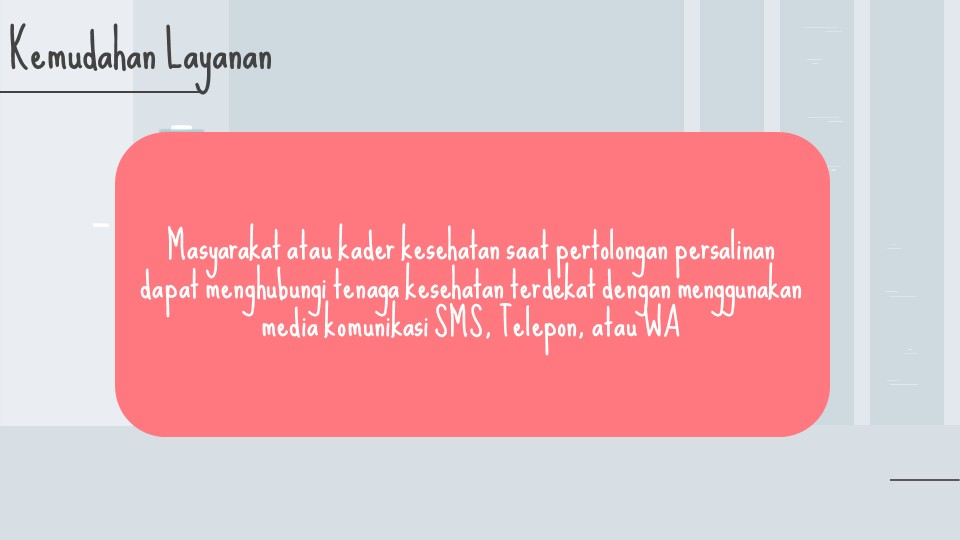 Kemudahan Layanan
Masyarakat atau kader kesehatan saat pertolongan persalinan
dapat menghubungi tenaga kesehatan terdekat dengan menggunakan
media komunikasi SMS, Telepon, atau WA